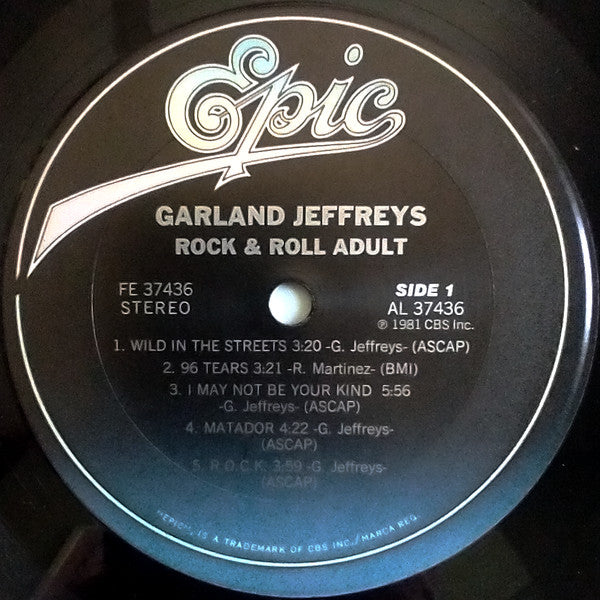 Epic
GARLAND JEFFREYS
ROCK & ROLL ADULT
FE 37436
STEREO
SIDE 1
AL 37436
℗ 1981 CBS Inc.
1. WILD IN THE STREETS 3:20 -G. Jeffreys- (ASCAP)
2. 96 TEARS 3:21 -R. Martinez- (BMI)
3. I MAY NOT BE YOUR KIND 5:56
-G. Jeffreys- (ASCAP)
4. MATADOR 4:22 -G. Jeffreys-
(ASCAP)
5. R.O.C.K. 3:59 -G. Jeffreys-
(ASCAP)
"EPIC", IS A TRADEMARK OF CBS INC./MARCA REG.